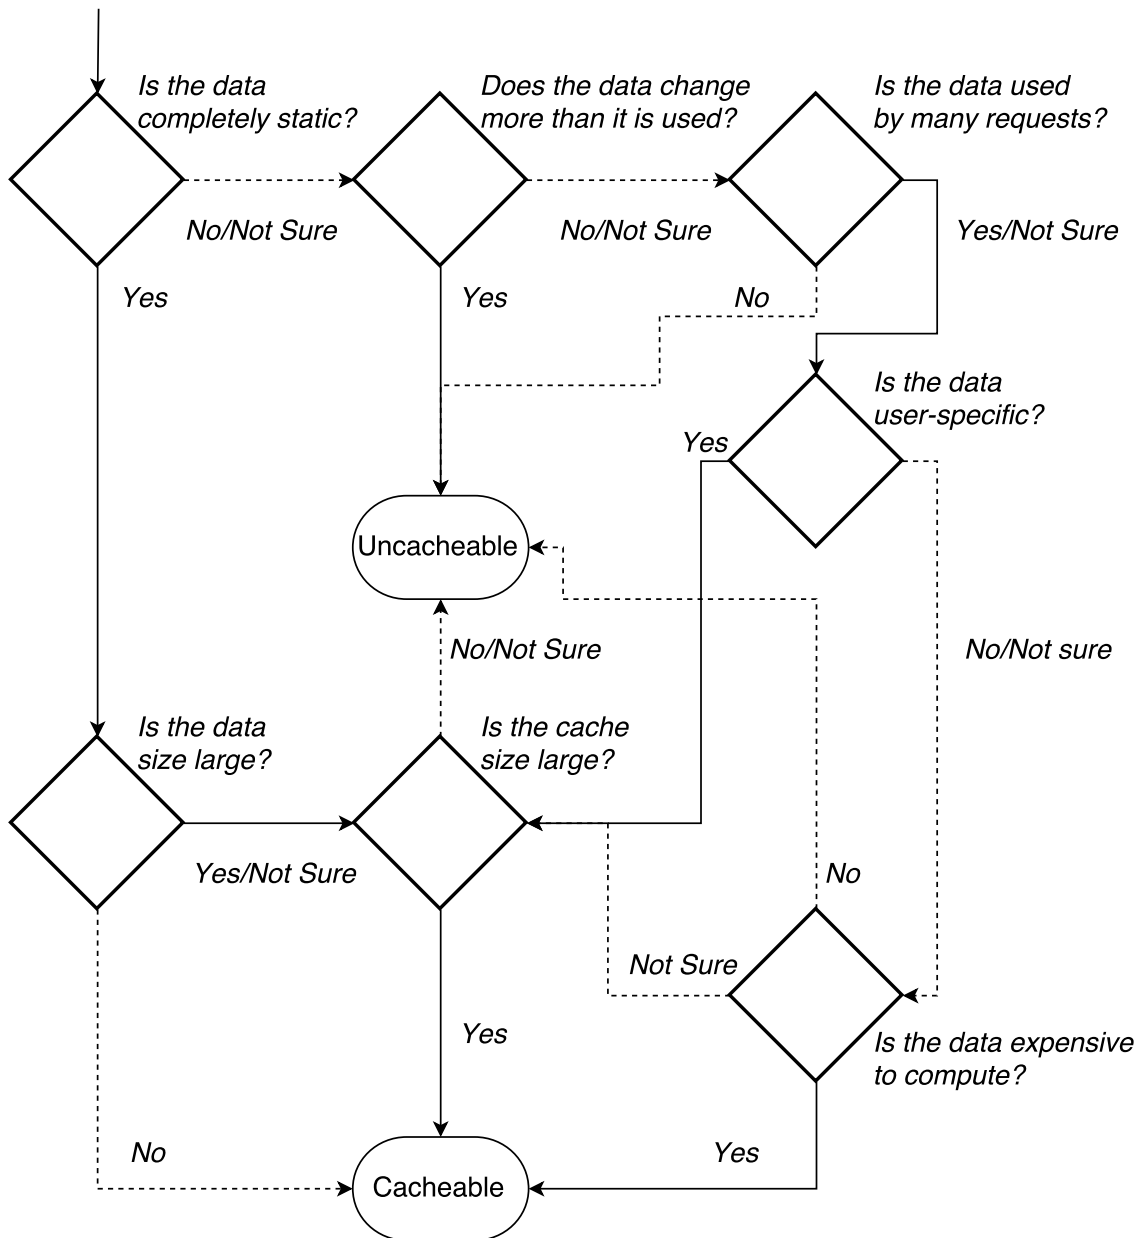 Is the data
completely static?
Does the data change
more than it is used?
Is the data used
by many requests?
No/Not Sure
No/Not Sure
Yes/Not Sure
Yes
Yes
No
Is the data
user-specific?
Yes
Uncacheable
No/Not Sure
No/Not sure
Is the data
size large?
Is the cache
size large?
Yes/Not Sure
No
Not Sure
Yes
Is the data expensive
to compute?
No
Yes
Cacheable